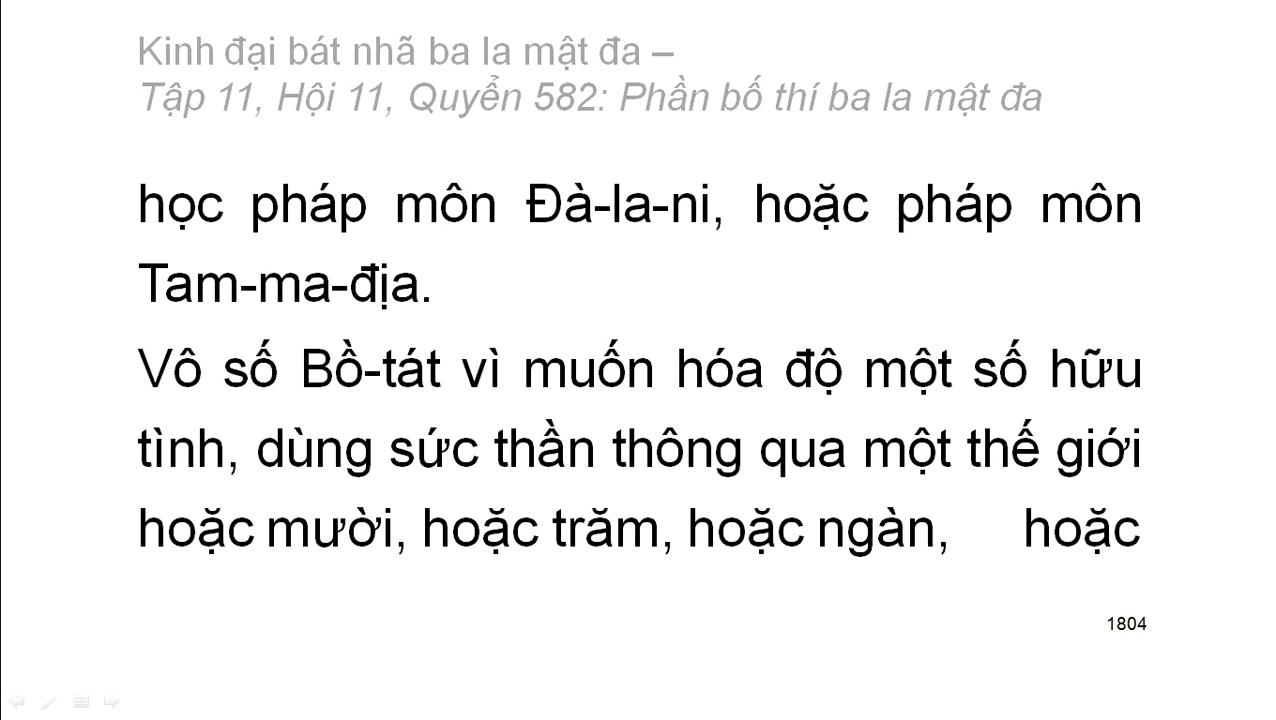 Kinh đại bát nhã ba la mật đa –
Tập 11, Hội 11, Quyển 582: Phần bố thí ba la mật đa
học pháp môn Đà-la-ni, hoặc pháp môn
Tam-ma-địa.
Vô số Bồ-tát vì muốn hóa độ một số hữu
tình, dùng sức thần thông qua một thế giới
hoặc mười, hoặc trăm, hoặc ngàn, hoặc
1804